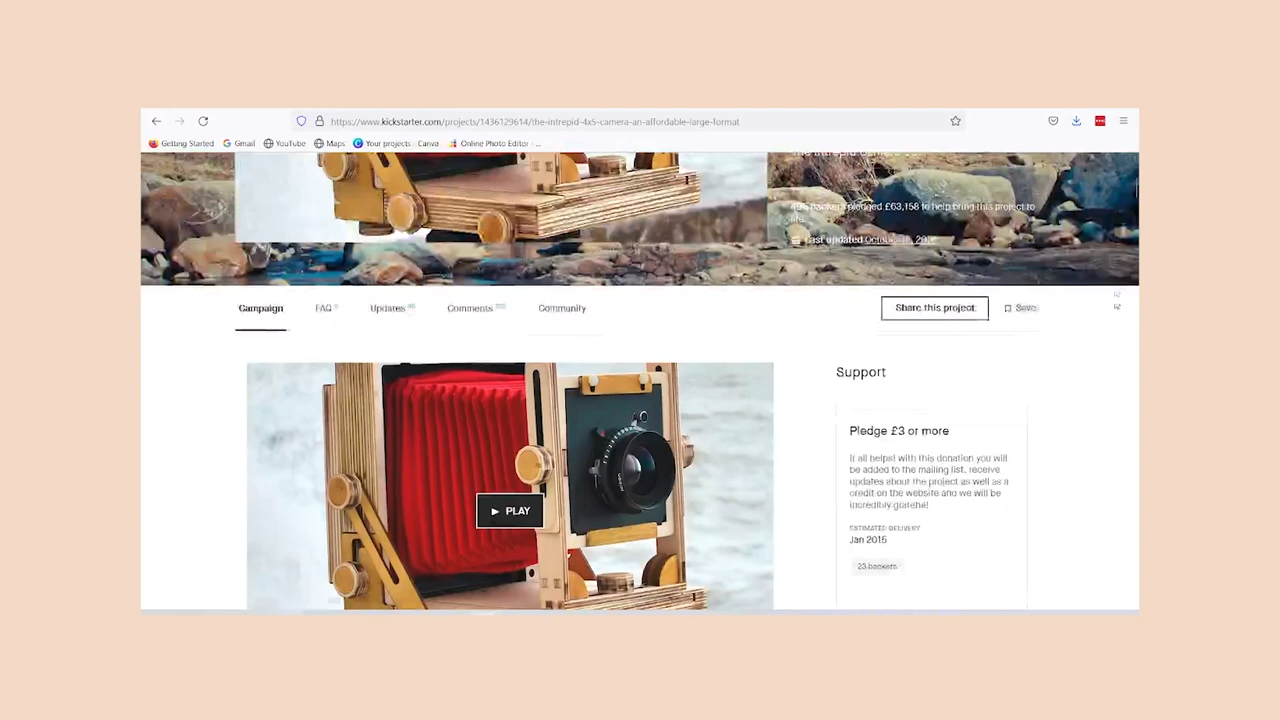 https://www.kickstarter.com/projects/1436129614/the-intrepid-4x5-camera-an-affordable-large-format
Getting Started Gmail YouTube Maps Your projects - Canva Online Photo Editor - ...
backers pledged £63,158 to help bring this project to
life.
Last updated October
Campaign FAQ Updates Comments Community Share this project Save
Support
Pledge £3 or more
It all helps! with this donation you will
be added to the mailing list, receive
updates about the project as well as a
credit on the website and we will be
incredibly grateful!
PLAY
ESTIMATED DELIVERY
Jan 2015
23 backers